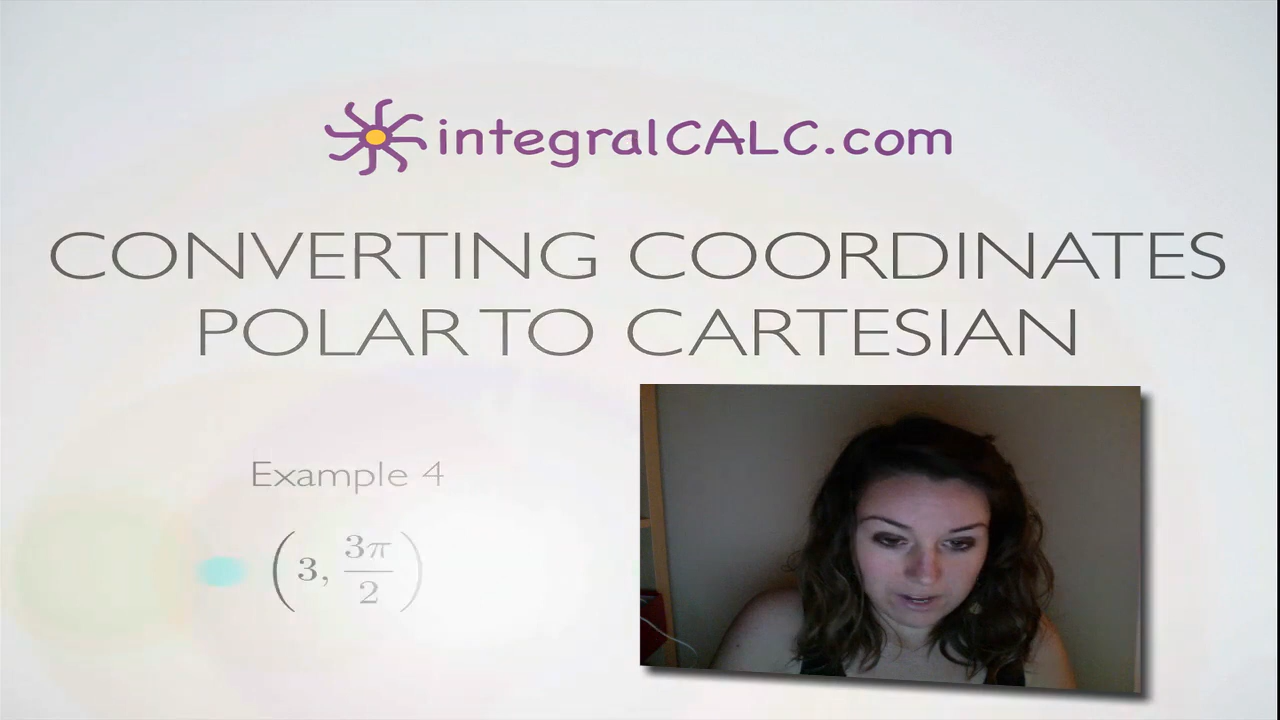 integralCALC.com
CONVERTING COORDINATES
POLAR TO CARTESIAN
Example 4
(3, 3π/2)